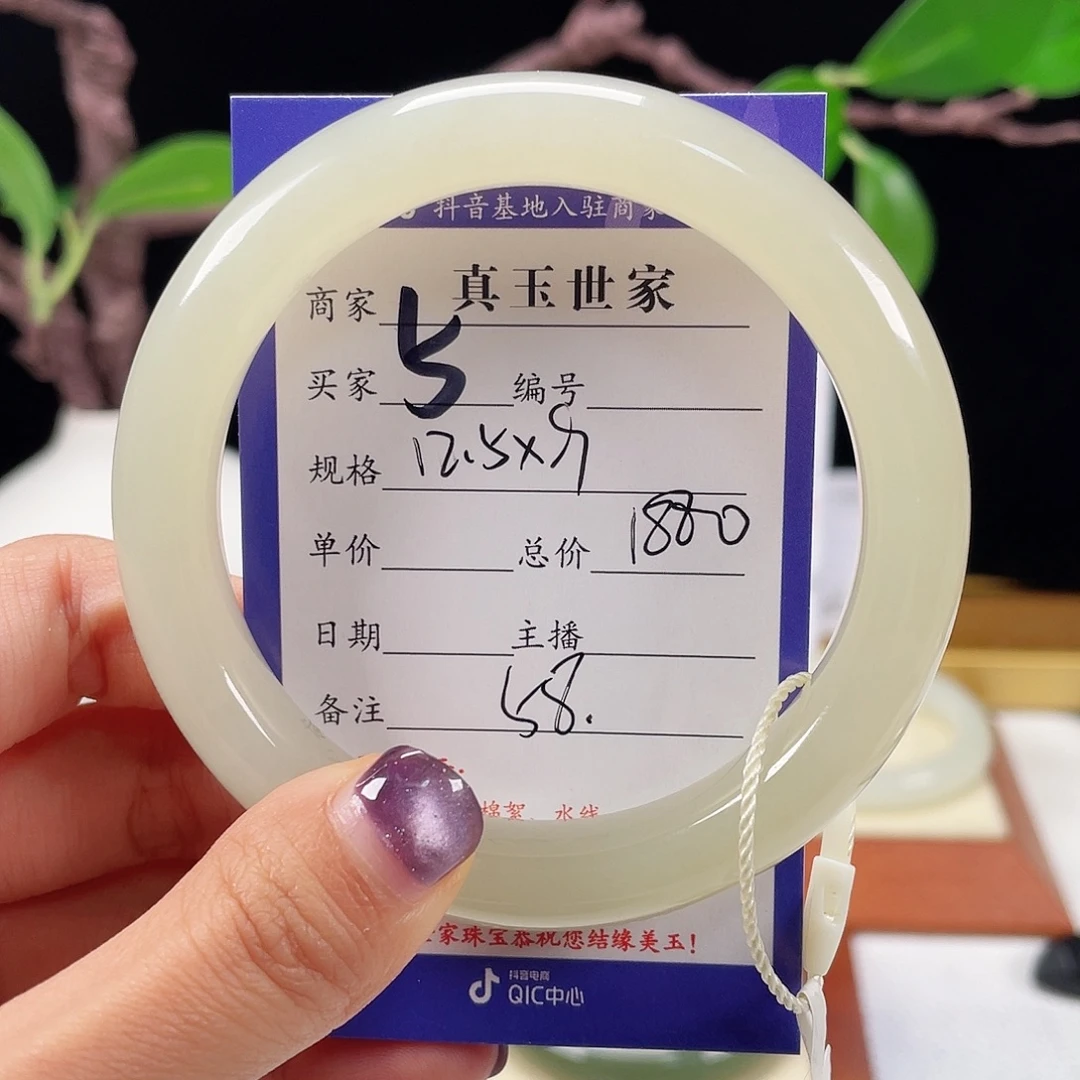 抖音基地入驻商家
商家 真玉世家
买家 5 编号
规格 12.5×9
单价 总价 1880
日期 主播
备注 58.
棉絮、水线
家珠宝恭祝您结缘美玉!
抖音电商
QIC中心